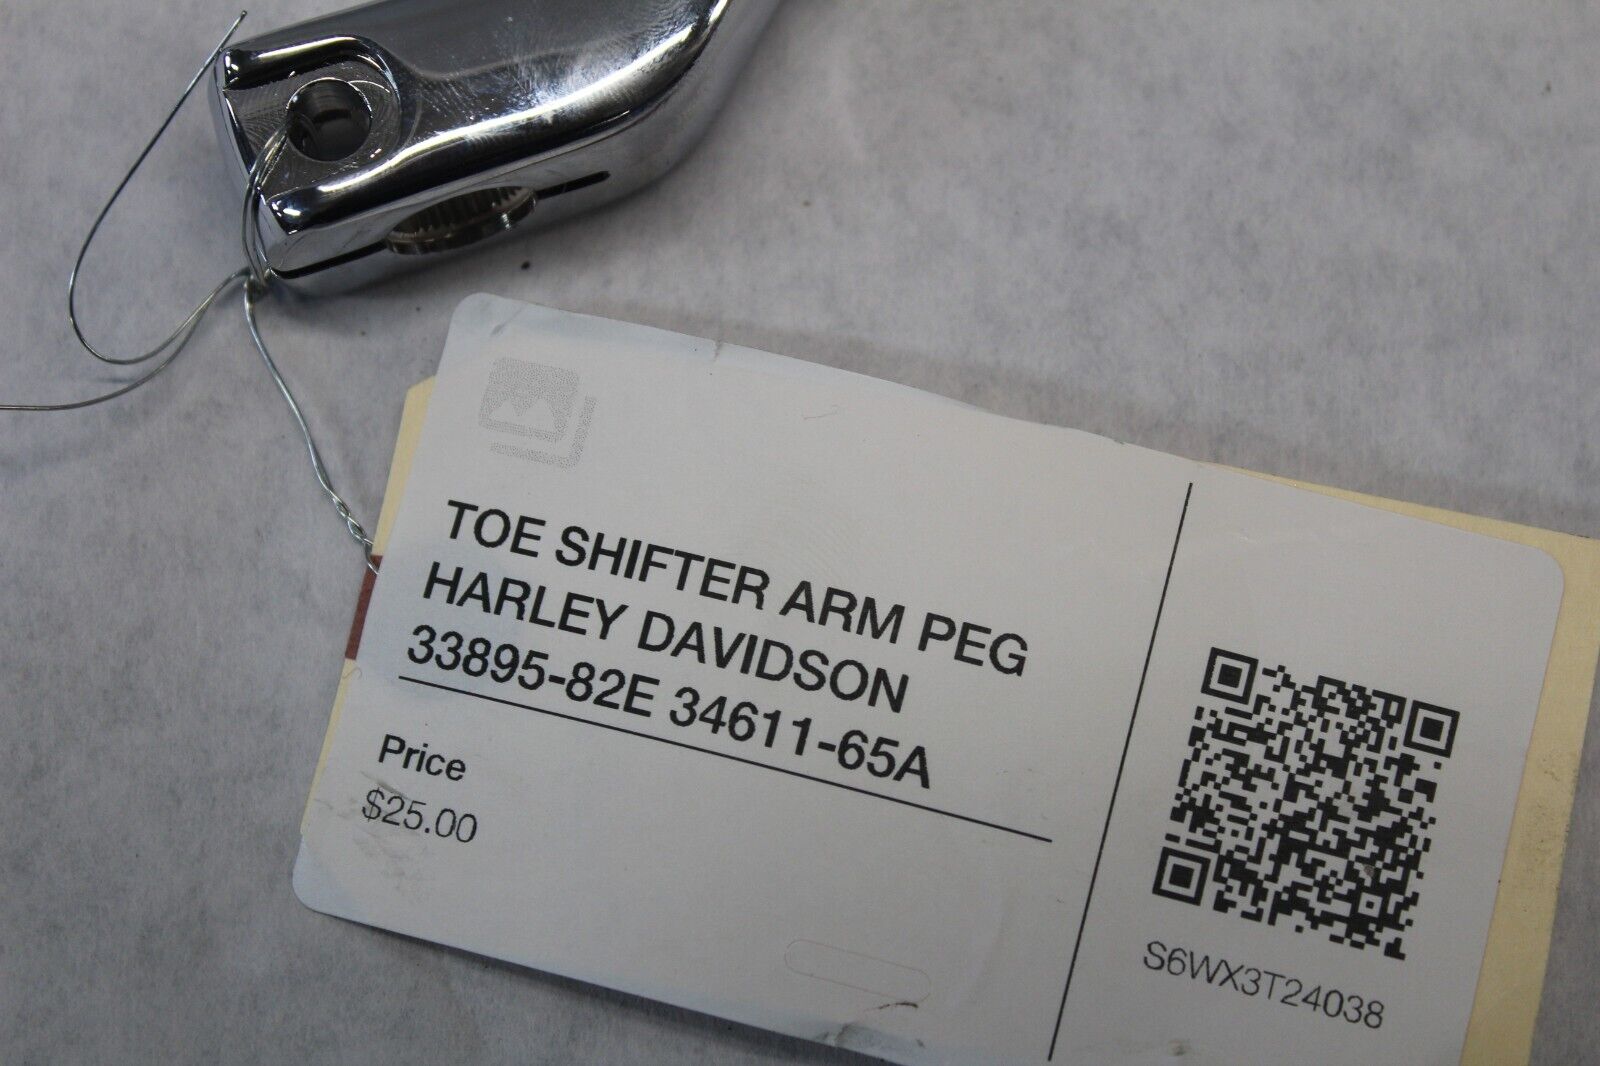 TOE SHIFTER ARM PEG
HARLEY DAVIDSON
33895-82E 34611-65A
Price
$25.00
S6WX3T24038